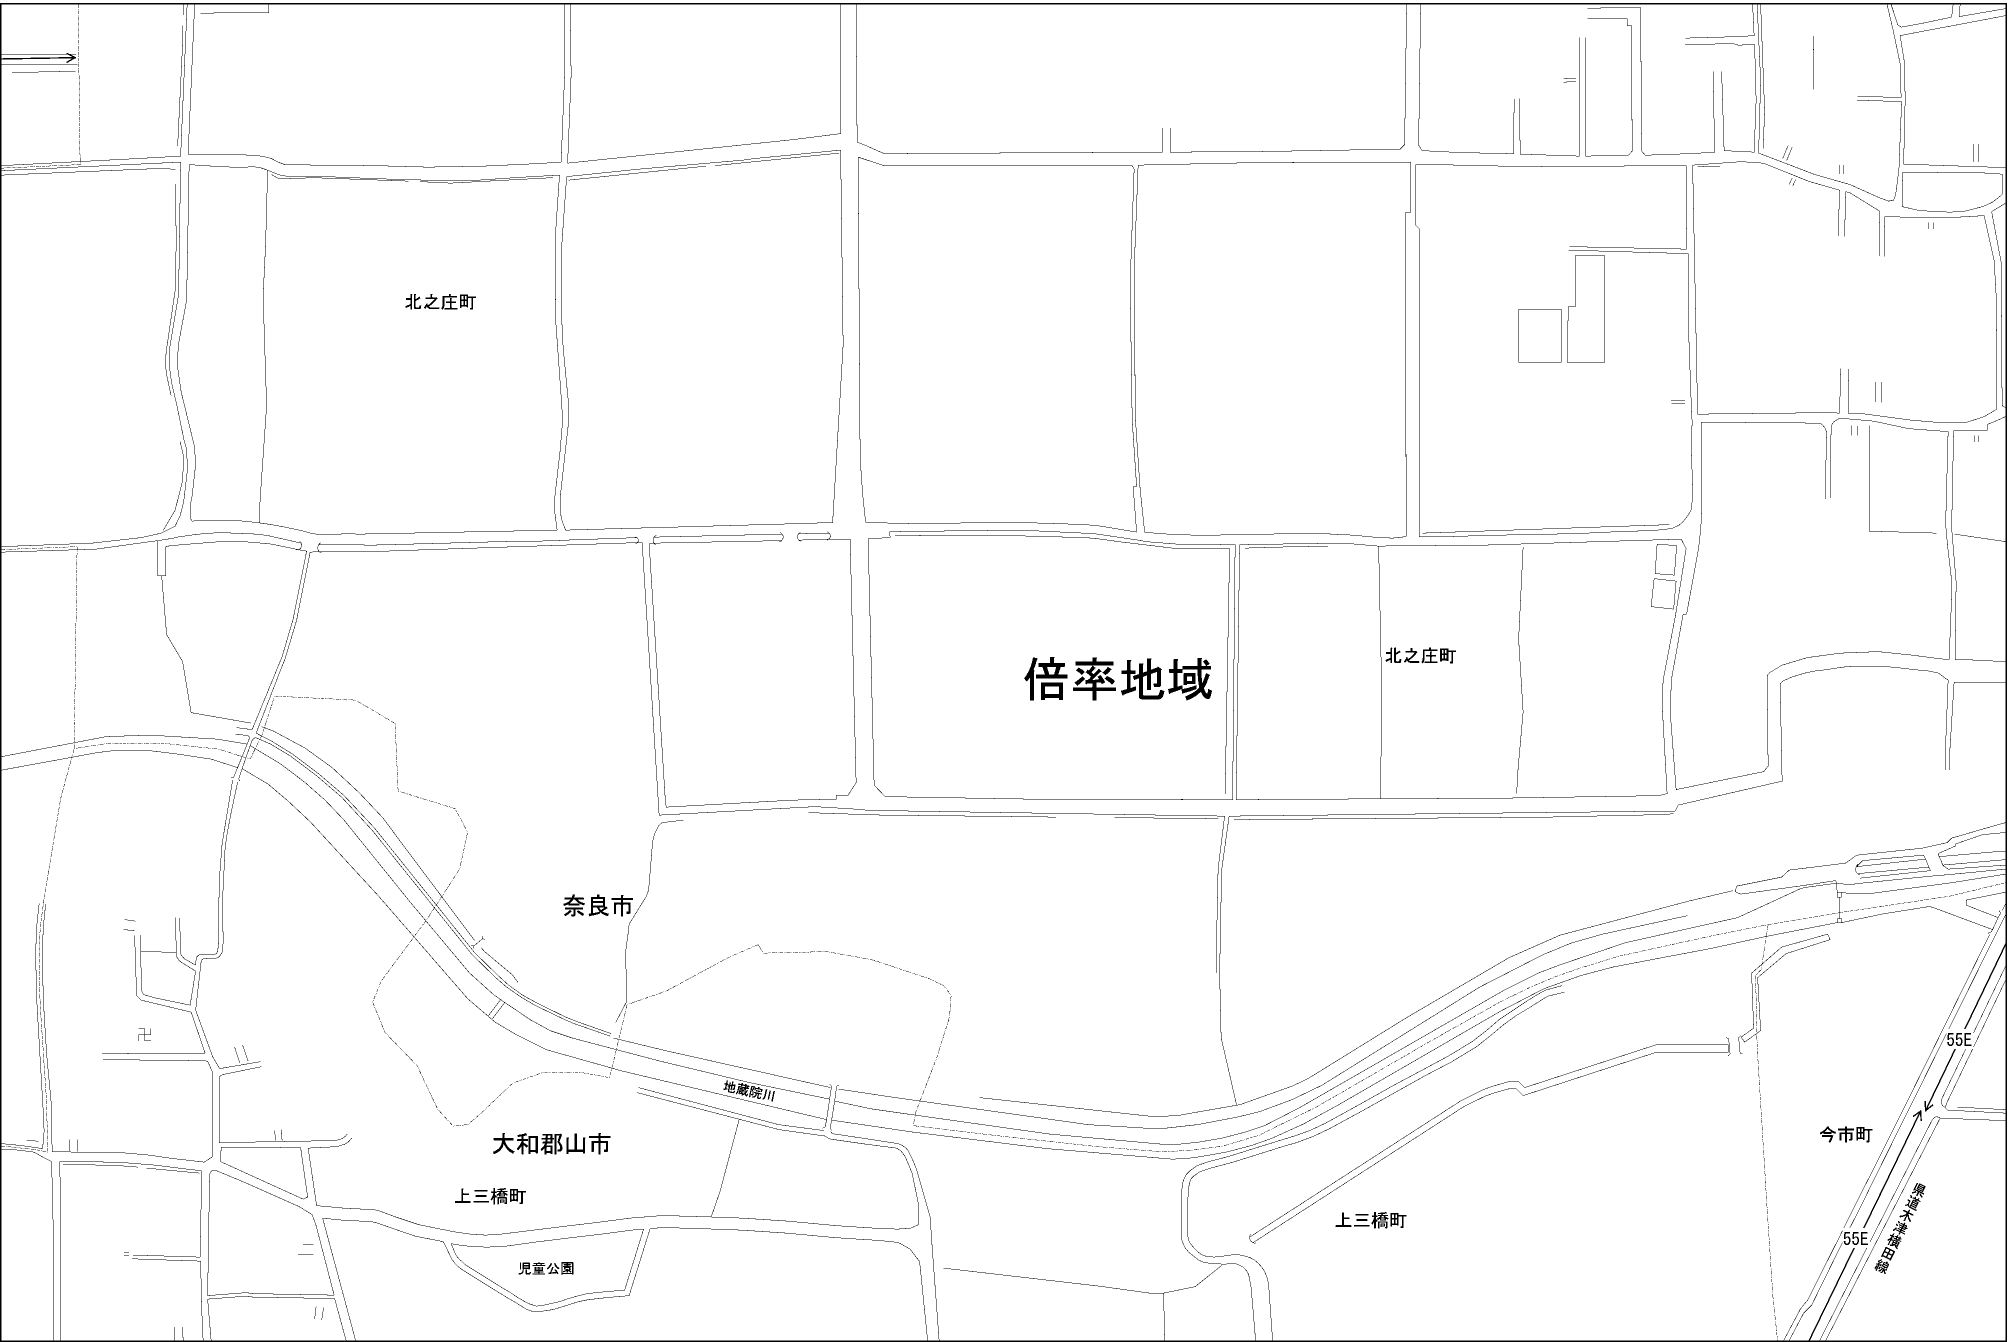 北之庄町
倍率地域
北之庄町
奈良市
55E
地蔵院川
今市町
大和郡山市
上三橋町
県道木津横田線
上三橋町
55E
児童公園